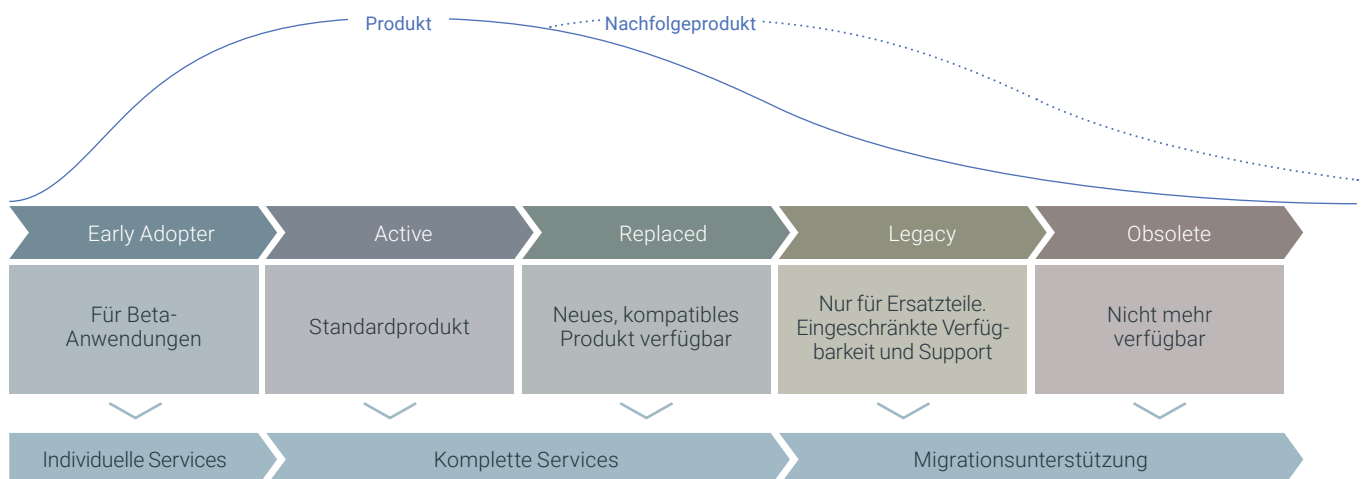 Produkt
Nachfolgeprodukt
Early Adopter
Active
Replaced
Legacy
Obsolete
Für Beta-
Anwendungen
Standardprodukt
Neues, kompatibles
Produkt verfügbar
Nur für Ersatzteile.
Eingeschränkte Verfüg-
barkeit und Support
Nicht mehr
verfügbar
Individuelle Services
Komplette Services
Migrationsunterstützung